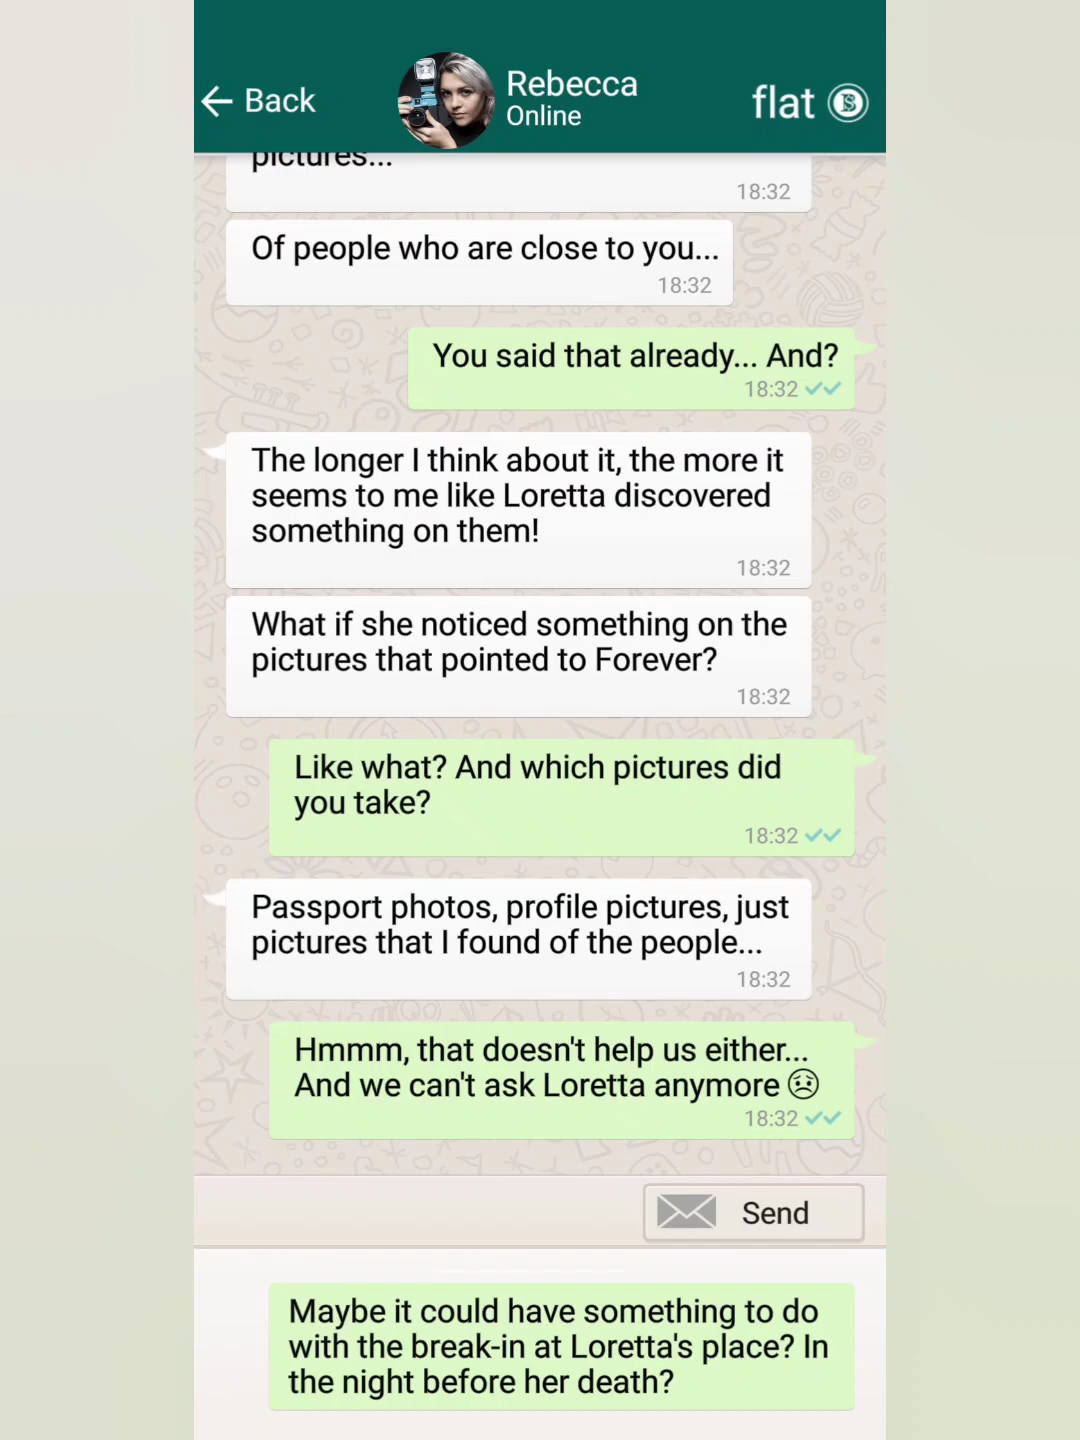 Back
Rebecca
Online
flat
pictures...
18:32
Of people who are close to you...
18:32
You said that already... And?
18:32
The longer I think about it, the more it
seems to me like Loretta discovered
something on them!
18:32
What if she noticed something on the
pictures that pointed to Forever?
18:32
Like what? And which pictures did
you take?
18:32
Passport photos, profile pictures, just
pictures that I found of the people...
18:32
Hmmm, that doesn't help us either...
And we can't ask Loretta anymore 😟
18:32
Send
Maybe it could have something to do
with the break-in at Loretta's place? In
the night before her death?